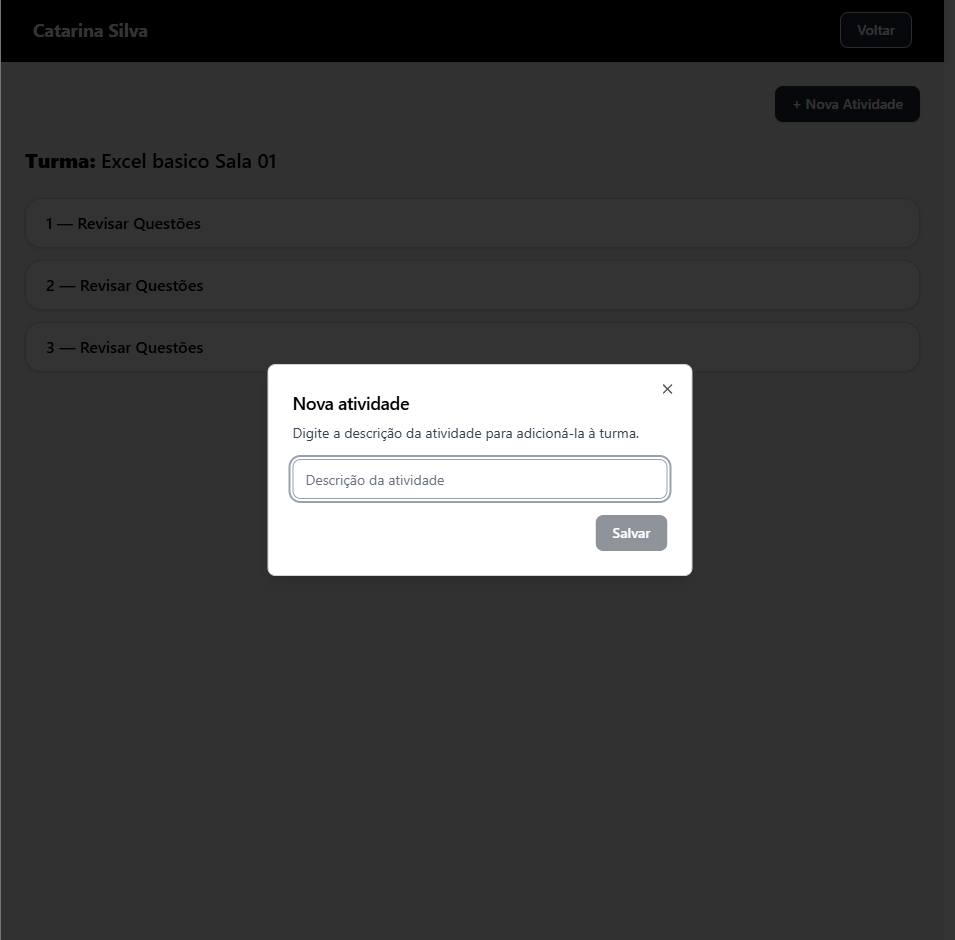 Catarina Silva
Voltar
+ Nova Atividade
Turma: Excel basico Sala 01
1 — Revisar Questões
2 — Revisar Questões
3 — Revisar Questões
Nova atividade
Digite a descrição da atividade para adicioná-la à turma.
Descrição da atividade
Salvar